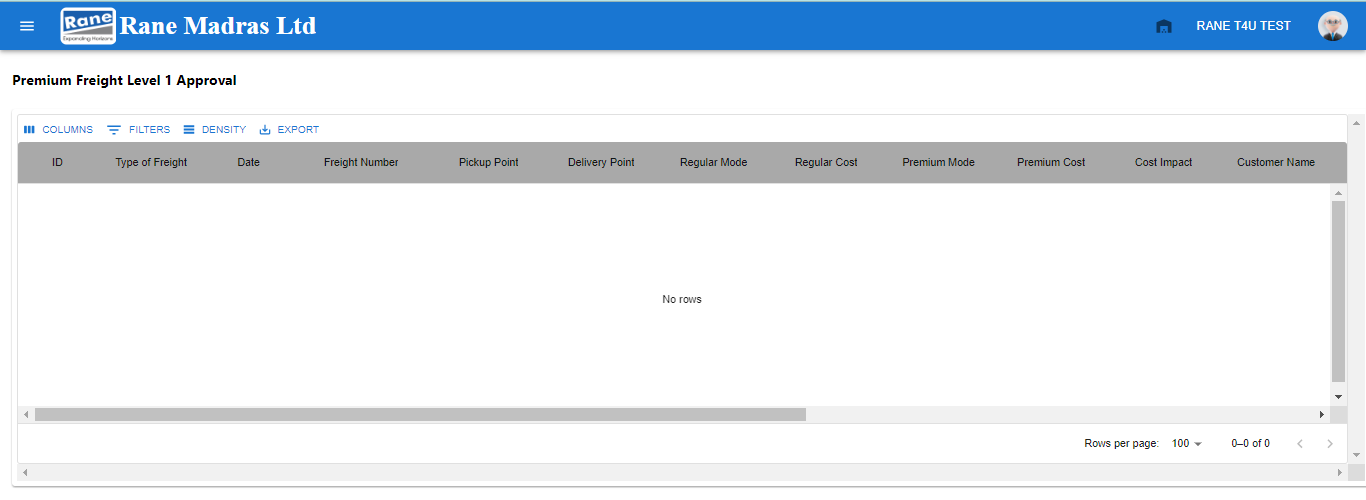 Rane
Expanding Horizons
Rane Madras Ltd
RANE T4U TEST
Premium Freight Level 1 Approval
COLUMNS FILTERS DENSITY EXPORT
ID Type of Freight Date Freight Number Pickup Point Delivery Point Regular Mode Regular Cost Premium Mode Premium Cost Cost Impact Customer Name
No rows
Rows per page: 100 0–0 of 0